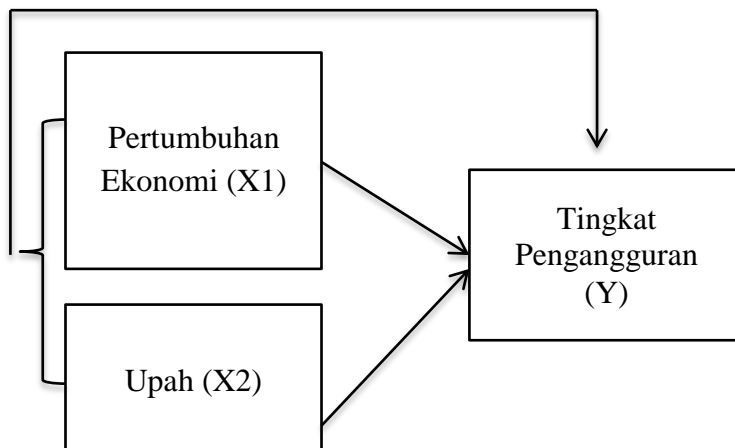 Pertumbuhan
Ekonomi (X1)
Tingkat
Pengangguran
(Y)
Upah (X2)